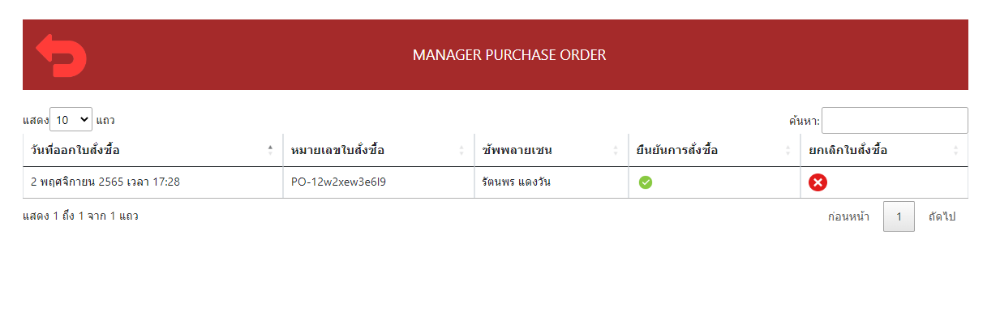 MANAGER PURCHASE ORDER
แสดง 10 แถว ค้นหา:
วันที่ออกใบสั่งซื้อ หมายเลขใบสั่งซื้อ ซัพพลายเซน ยืนยันการสั่งซื้อ ยกเลิกใบสั่งซื้อ
2 พฤศจิกายน 2565 เวลา 17:28 PO-12w2xew3e6l9 รัตนพร แดงวัน
แสดง 1 ถึง 1 จาก 1 แถว ก่อนหน้า 1 ถัดไป